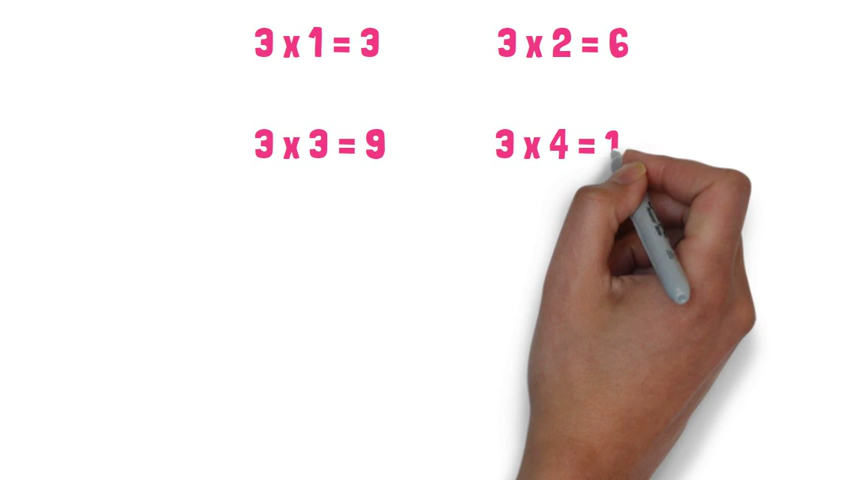 3 x 1 = 3 3 x 2 = 6
3 x 3 = 9 3 x 4 = 1